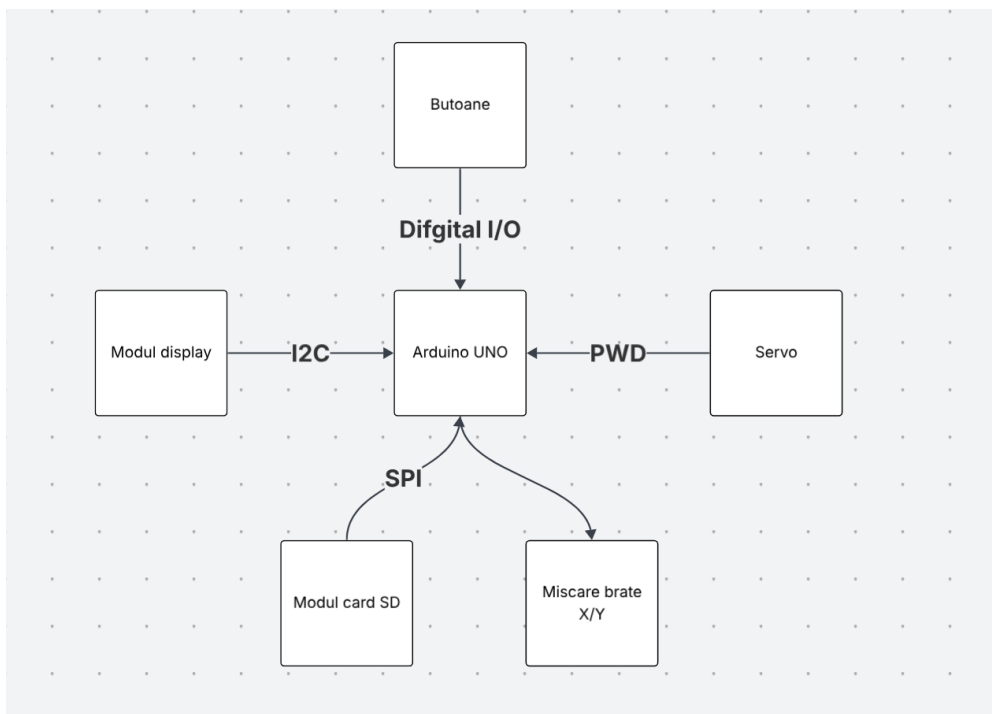 Butoane
Difgital I/O
Modul display
I2C
Arduino UNO
PWD
Servo
SPI
Modul card SD
Miscare brate
X/Y